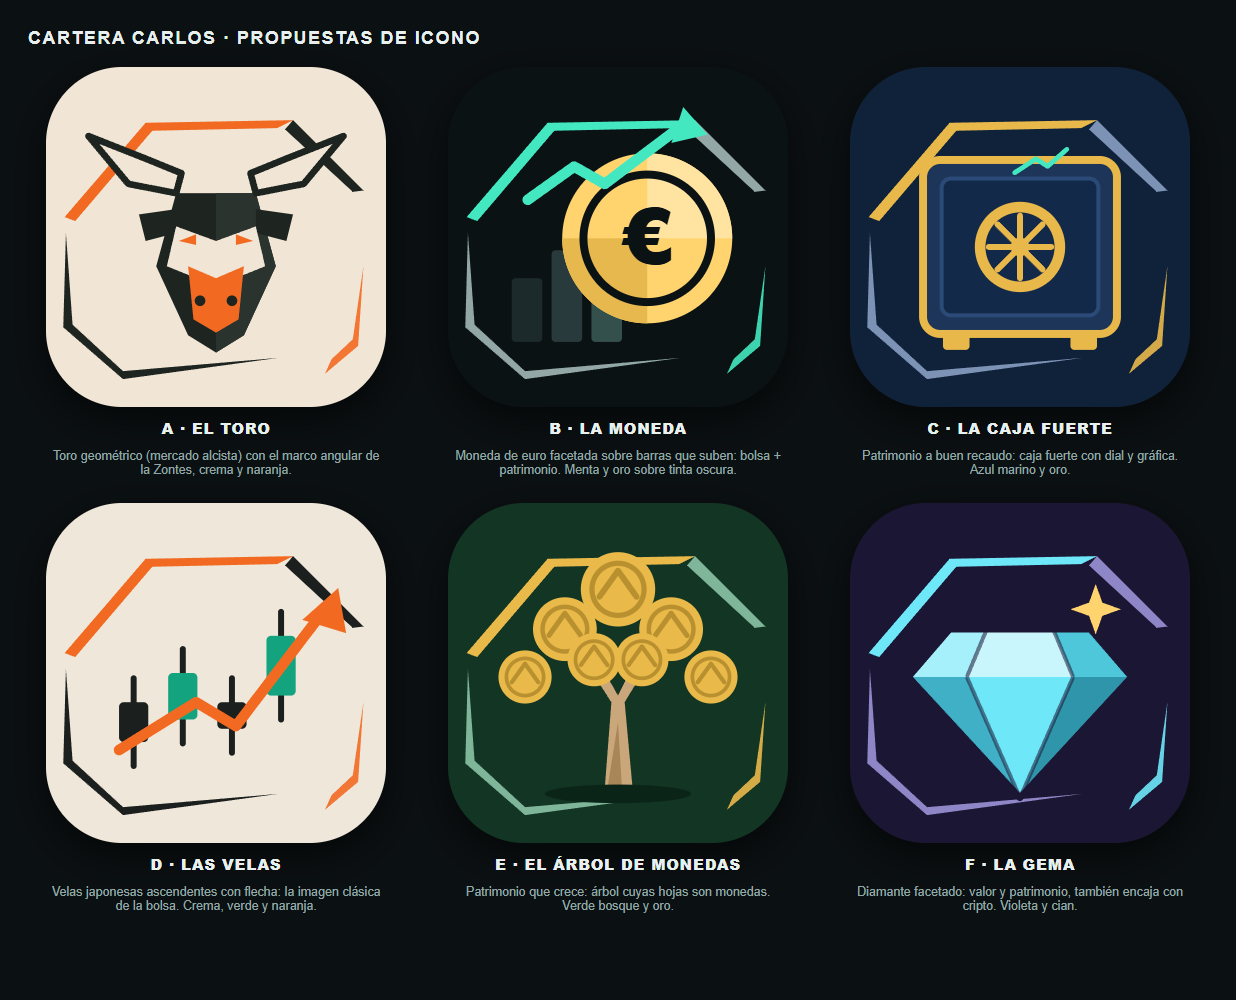 CARTERA CARLOS · PROPUESTAS DE ICONO
€
A · EL TORO
B · LA MONEDA
C · LA CAJA FUERTE
Toro geométrico (mercado alcista) con el marco angular de
la Zontes, crema y naranja.
Moneda de euro facetada sobre barras que suben: bolsa +
patrimonio. Menta y oro sobre tinta oscura.
Patrimonio a buen recaudo: caja fuerte con dial y gráfica.
Azul marino y oro.
D · LAS VELAS
E · EL ÁRBOL DE MONEDAS
F · LA GEMA
Velas japonesas ascendentes con flecha: la imagen clásica
de la bolsa. Crema, verde y naranja.
Patrimonio que crece: árbol cuyas hojas son monedas.
Verde bosque y oro.
Diamante facetado: valor y patrimonio, también encaja con
cripto. Violeta y cian.